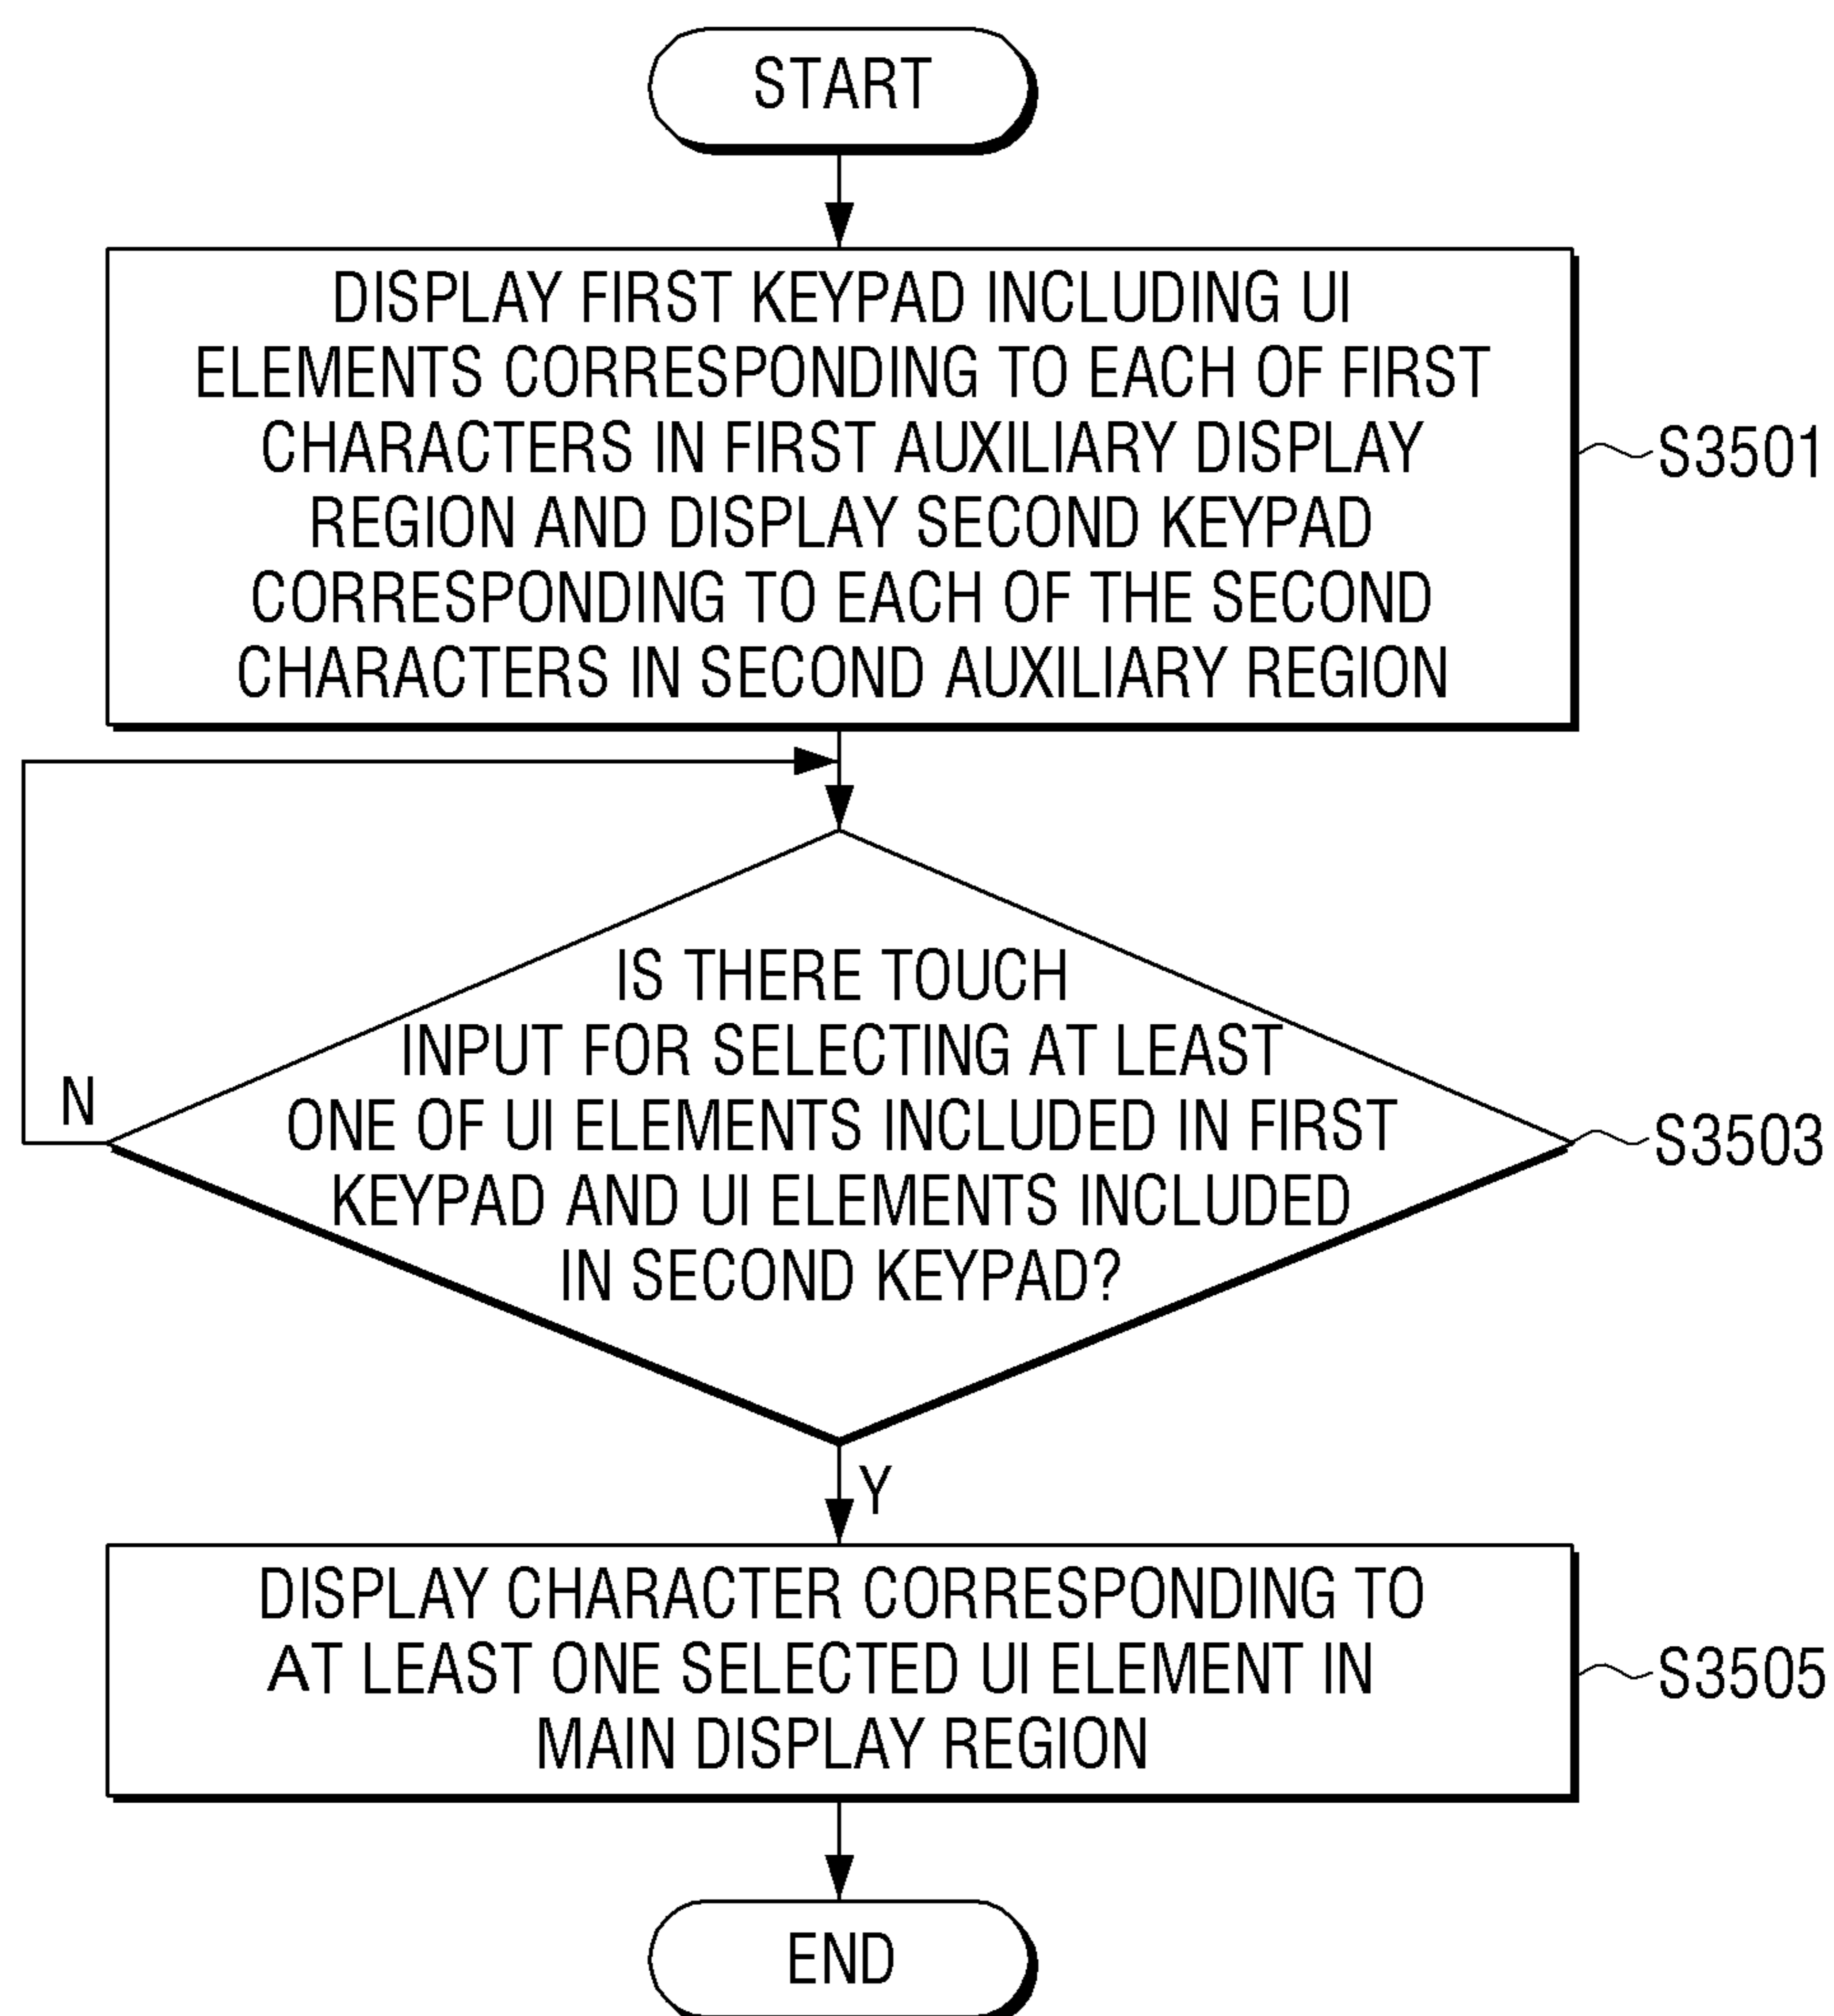 START
DISPLAY FIRST KEYPAD INCLUDING UI
ELEMENTS CORRESPONDING TO EACH OF FIRST
CHARACTERS IN FIRST AUXILIARY DISPLAY
REGION AND DISPLAY SECOND KEYPAD
CORRESPONDING TO EACH OF THE SECOND
CHARACTERS IN SECOND AUXILIARY REGION
S3501
IS THERE TOUCH
INPUT FOR SELECTING AT LEAST
ONE OF UI ELEMENTS INCLUDED IN FIRST
KEYPAD AND UI ELEMENTS INCLUDED
IN SECOND KEYPAD?
N
S3503
Y
DISPLAY CHARACTER CORRESPONDING TO
AT LEAST ONE SELECTED UI ELEMENT IN
MAIN DISPLAY REGION
S3505
END